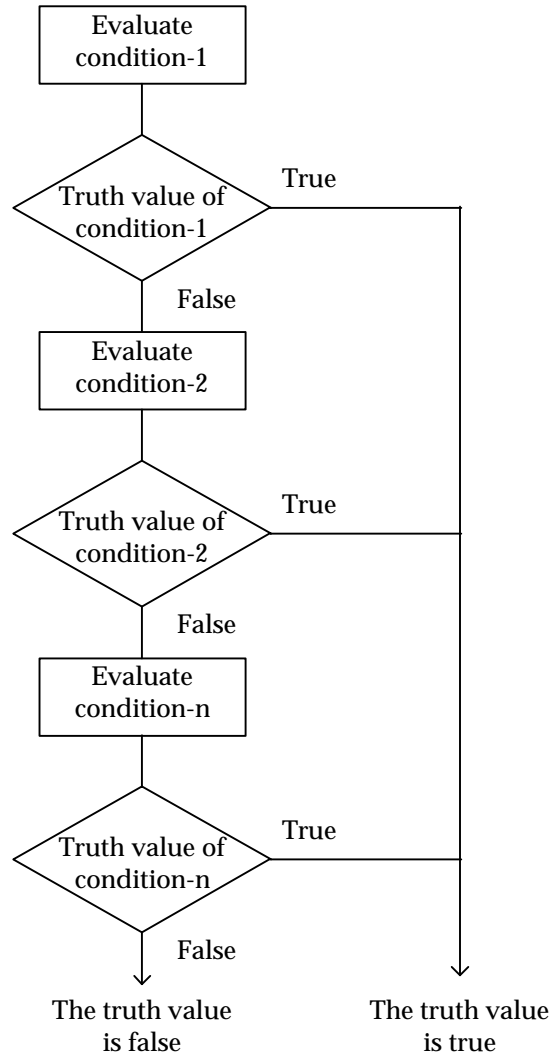 Evaluate
condition-1
Truth value of
condition-1
True
False
Evaluate
condition-2
Truth value of
condition-2
True
False
Evaluate
condition-n
Truth value of
condition-n
True
False
The truth value
is false
The truth value
is true